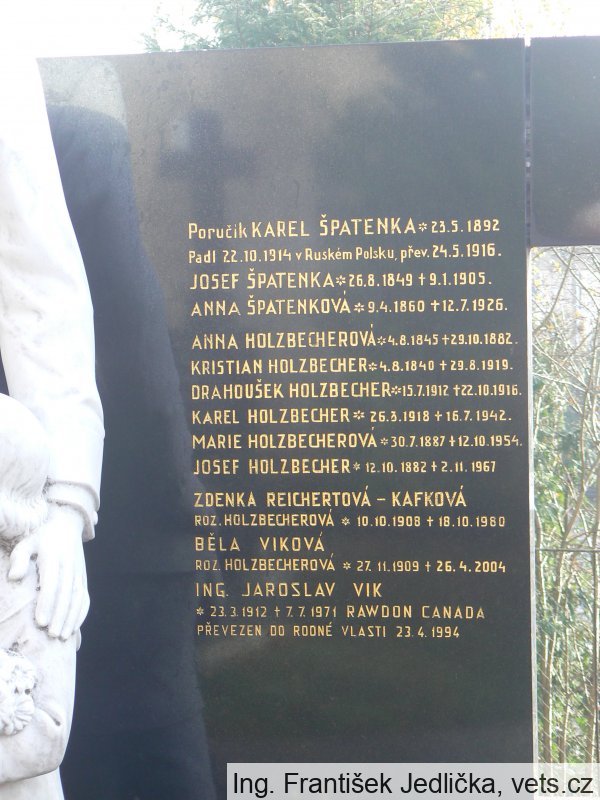 Poručík KAREL ŠPATENKA * 23.5.1892
Padl 22.10.1914 v Ruském Polsku, přev. 24.5.1916.
JOSEF ŠPATENKA * 26.8.1849 † 9.1.1905.
ANNA ŠPATENKOVÁ * 9.4.1860 † 12.7.1926.
ANNA HOLZBECHEROVÁ * 4.8.1845 † 29.10.1882.
KRISTIAN HOLZBECHER * 4.8.1840 † 29.8.1919.
DRAHOUŠEK HOLZBECHER * 15.7.1912 † 22.10.1916.
KAREL HOLZBECHER * 26.3.1918 † 16.7.1942.
MARIE HOLZBECHEROVÁ * 30.7.1887 † 12.10.1954.
JOSEF HOLZBECHER * 12.10.1882 † 2.11.1967
ZDENKA REICHERTOVÁ – KAFKOVÁ
ROZ. HOLZBECHEROVÁ * 10.10.1908 † 18.10.1980
BĚLA VIKOVÁ
ROZ. HOLZBECHEROVÁ * 27.11.1909 † 26.4.2004
ING. JAROSLAV VIK
* 23.3.1912 † 7.7.1971 RAWDON CANADA
PŘEVEZEN DO RODNÉ VLASTI 23.4.1994
Ing. František Jedlička, vets.cz